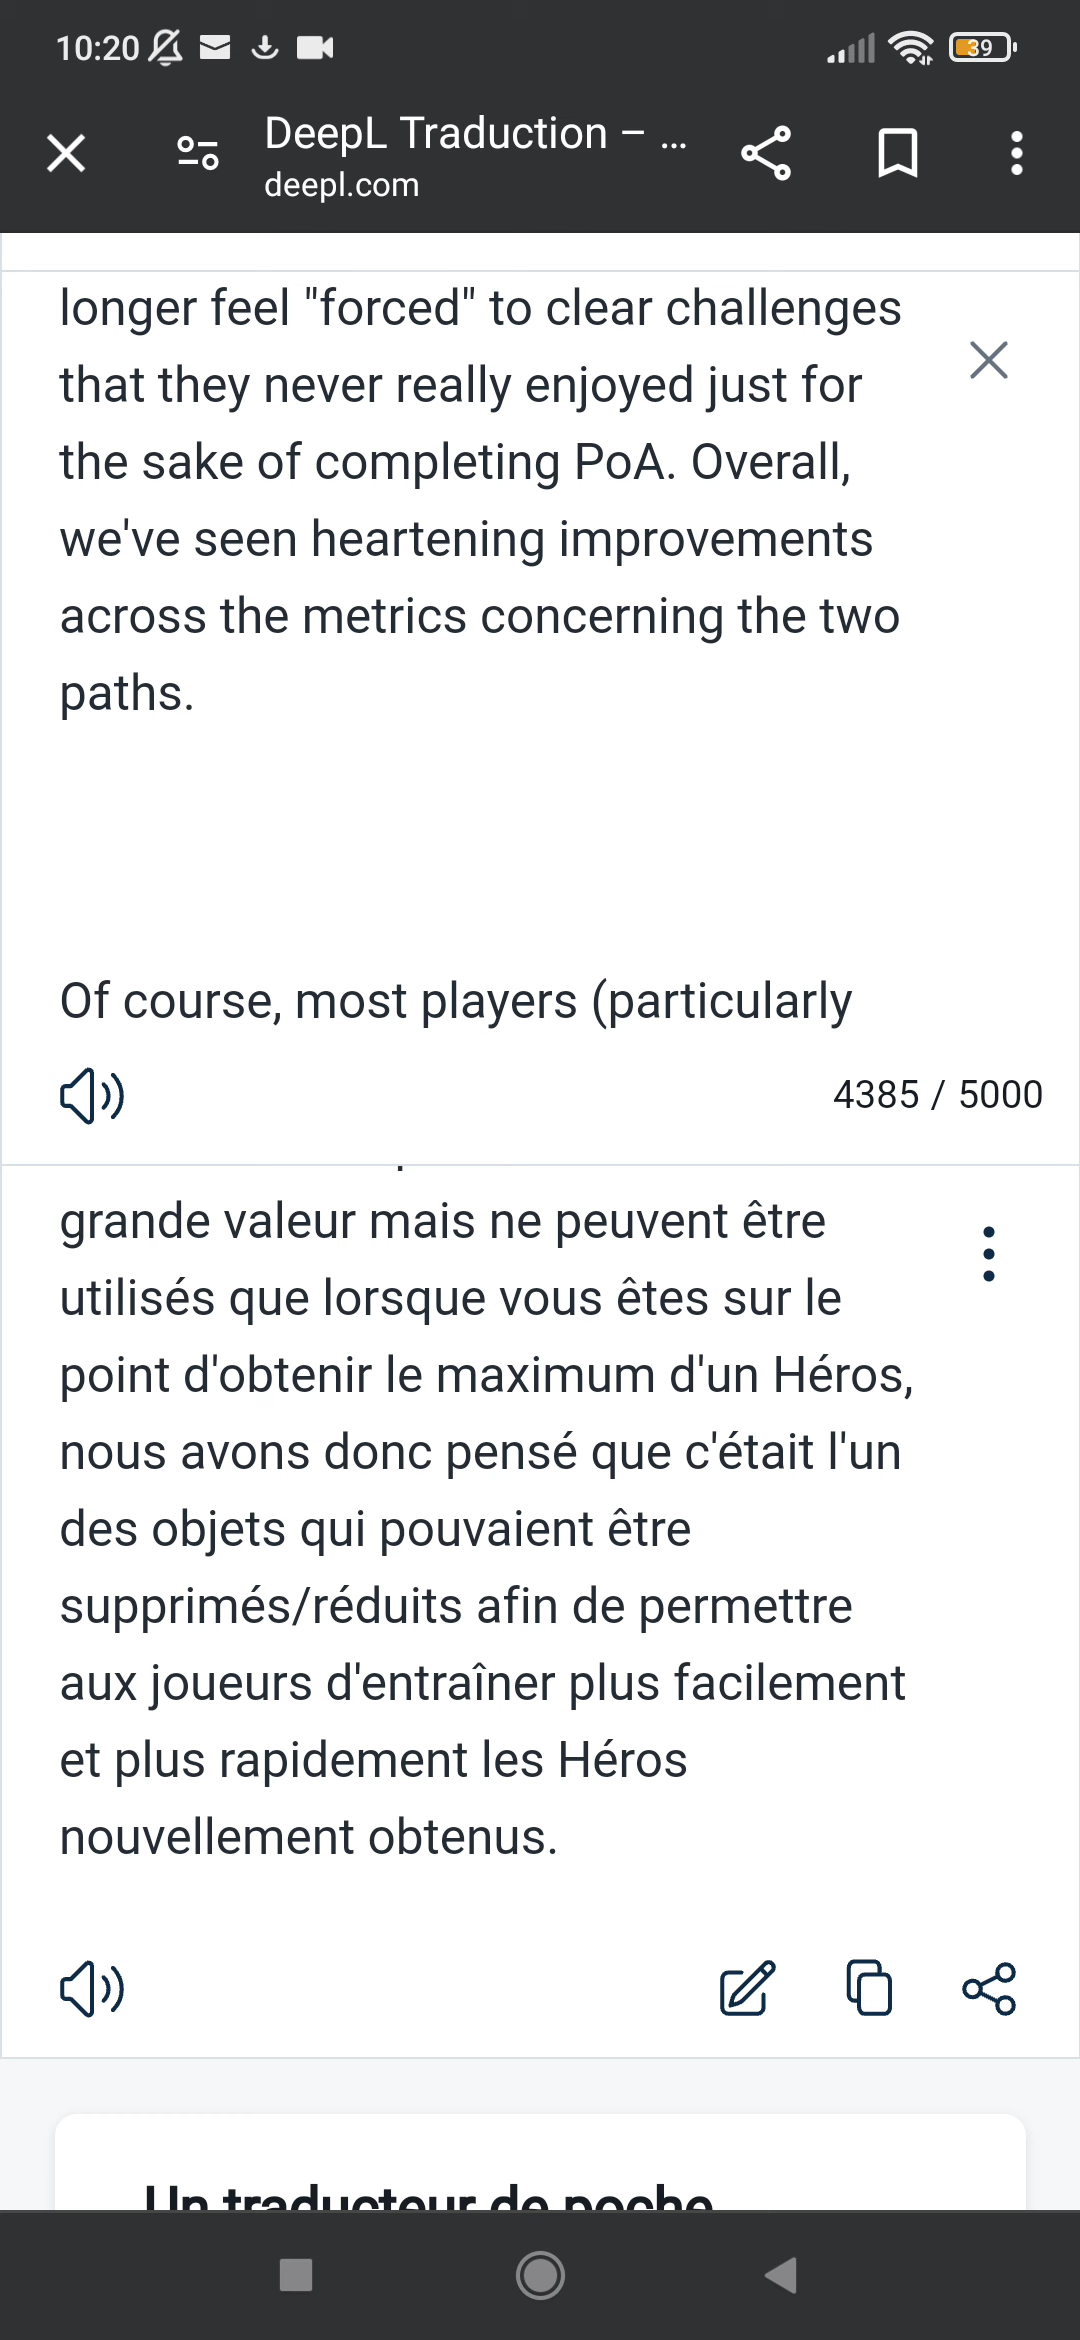 10:20
39
DeepL Traduction – ...
deepl.com
longer feel "forced" to clear challenges
that they never really enjoyed just for
the sake of completing PoA. Overall,
we've seen heartening improvements
across the metrics concerning the two
paths.
Of course, most players (particularly
4385 / 5000
grande valeur mais ne peuvent être
utilisés que lorsque vous êtes sur le
point d'obtenir le maximum d'un Héros,
nous avons donc pensé que c'était l'un
des objets qui pouvaient être
supprimés/réduits afin de permettre
aux joueurs d'entraîner plus facilement
et plus rapidement les Héros
nouvellement obtenus.
Un traducteur de poche